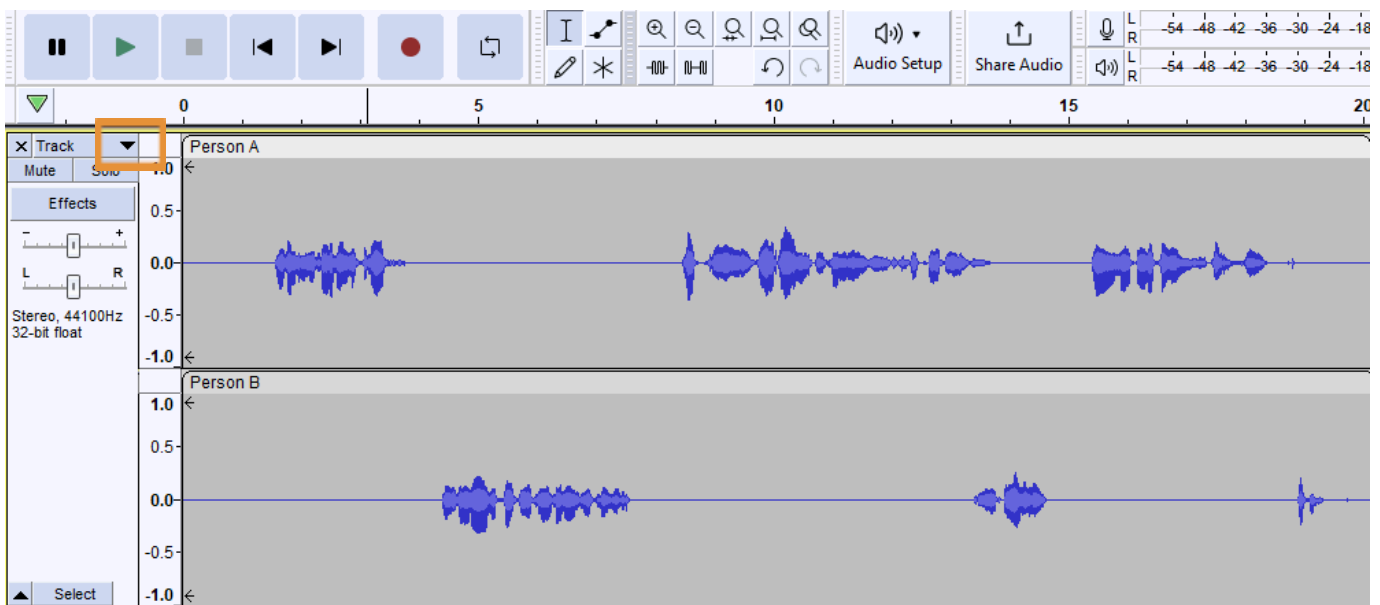 L
R
-54 -48 -42 -36 -30 -24 -18
Audio Setup
Share Audio
L
R
-54 -48 -42 -36 -30 -24 -18
0 5 10 15 20
Track
Person A
Mute Solo
1.0
Effects
0.5
- +
0.0
L R
Stereo, 44100Hz
-0.5
32-bit float
-1.0
Person B
1.0
0.5
0.0
-0.5
Select
-1.0